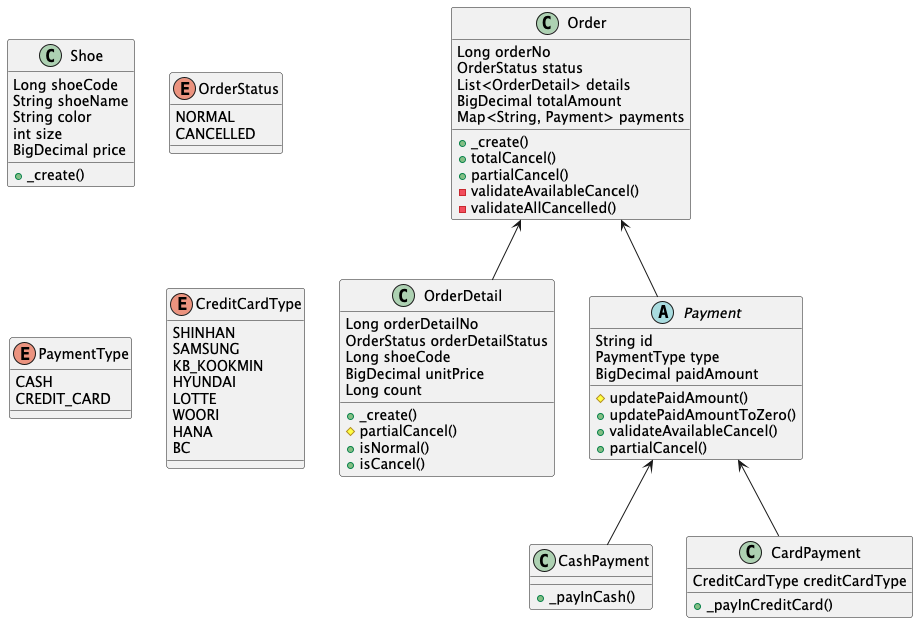 C Shoe
Long shoeCode
String shoeName
String color
int size
BigDecimal price
_create()
E OrderStatus
NORMAL
CANCELLED
C Order
Long orderNo
OrderStatus status
List<OrderDetail> details
BigDecimal totalAmount
Map<String, Payment> payments
_create()
totalCancel()
partialCancel()
validateAvailableCancel()
validateAllCancelled()
E PaymentType
CASH
CREDIT_CARD
E CreditCardType
SHINHAN
SAMSUNG
KB_KOOKMIN
HYUNDAI
LOTTE
WOORI
HANA
BC
C OrderDetail
Long orderDetailNo
OrderStatus orderDetailStatus
Long shoeCode
BigDecimal unitPrice
Long count
_create()
partialCancel()
isNormal()
isCancel()
A Payment
String id
PaymentType type
BigDecimal paidAmount
updatePaidAmount()
updatePaidAmountToZero()
validateAvailableCancel()
partialCancel()
C CashPayment
_payInCash()
C CardPayment
CreditCardType creditCardType
_payInCreditCard()